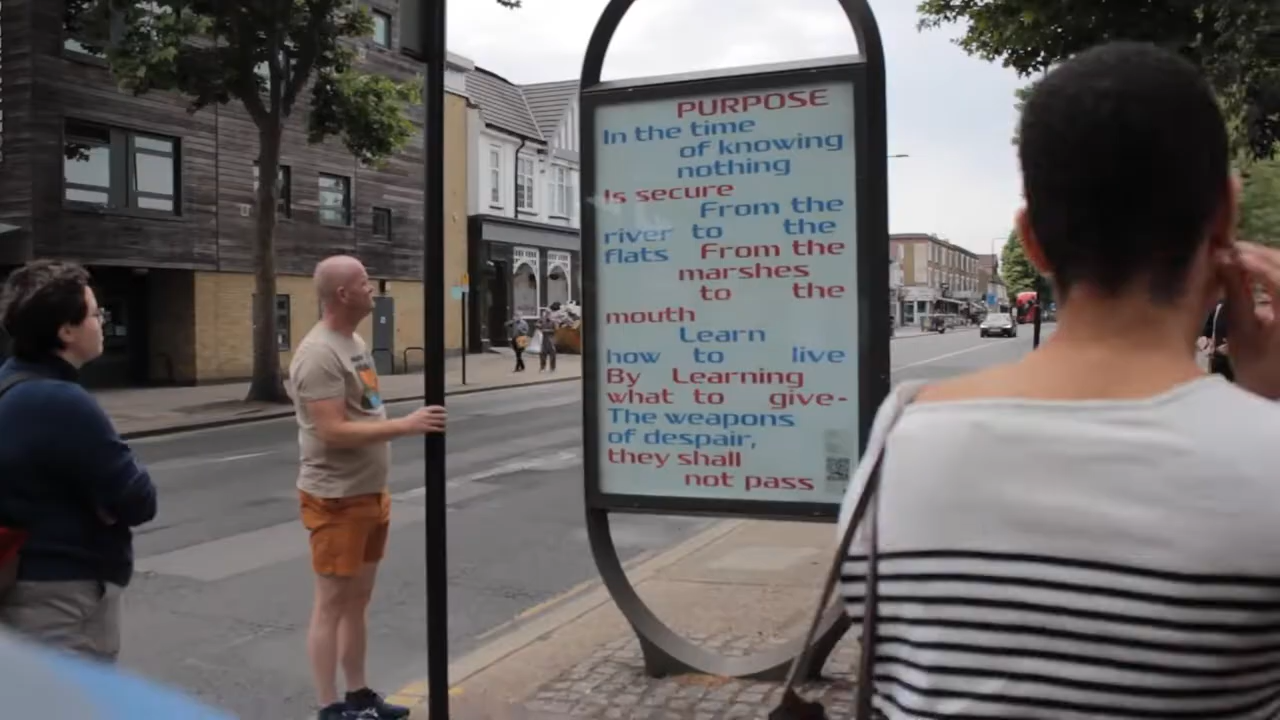 PURPOSE
In the time
of knowing
nothing
Is secure
From the
river to the
flats From the
marshes
to the
mouth
Learn
how to live
By Learning
what to give-
The weapons
of despair,
they shall
not pass